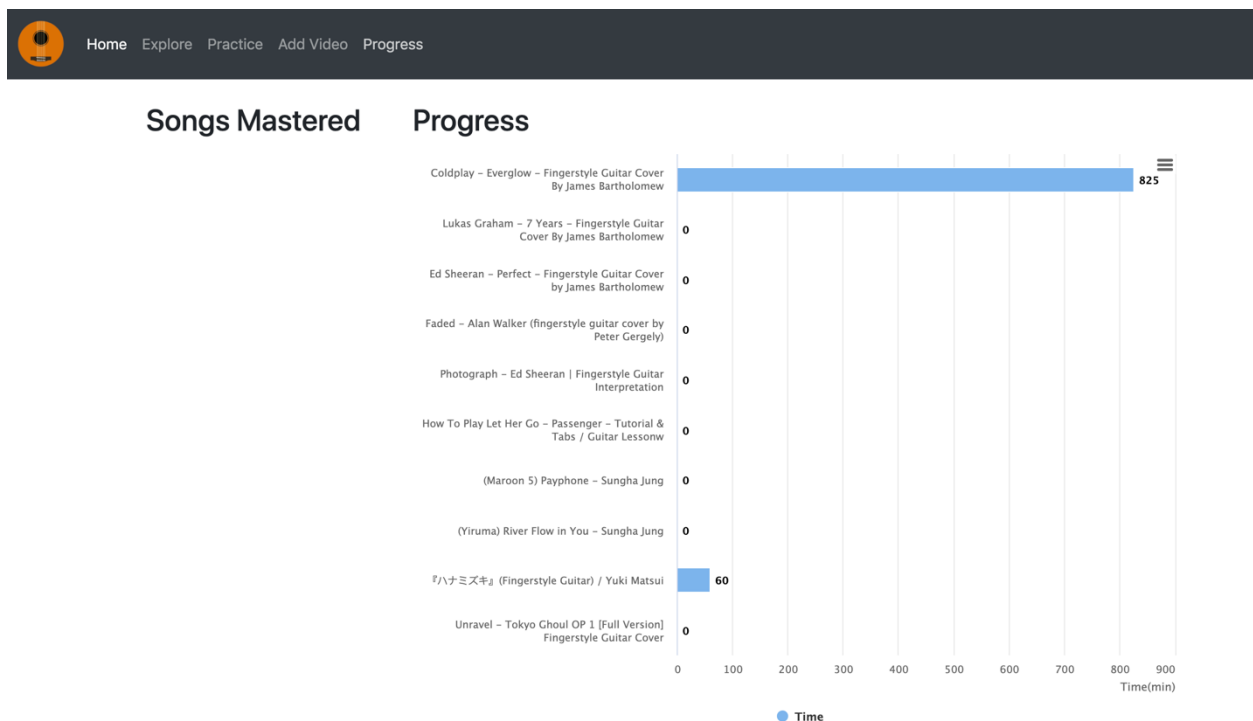 Home Explore Practice Add Video Progress
Songs Mastered
Progress
Coldplay – Everglow – Fingerstyle Guitar Cover
By James Bartholomew
825
Lukas Graham – 7 Years – Fingerstyle Guitar
Cover By James Bartholomew
0
Ed Sheeran – Perfect – Fingerstyle Guitar Cover
by James Bartholomew
0
Faded – Alan Walker (fingerstyle guitar cover by
Peter Gergely)
0
Photograph – Ed Sheeran | Fingerstyle Guitar
Interpretation
0
How To Play Let Her Go – Passenger – Tutorial &
Tabs / Guitar Lessonw
0
(Maroon 5) Payphone – Sungha Jung
0
(Yiruma) River Flow in You – Sungha Jung
0
『ハナミズキ』(Fingerstyle Guitar) / Yuki Matsui
60
Unravel – Tokyo Ghoul OP 1 [Full Version]
Fingerstyle Guitar Cover
0
0 100 200 300 400 500 600 700 800 900
Time(min)
Time